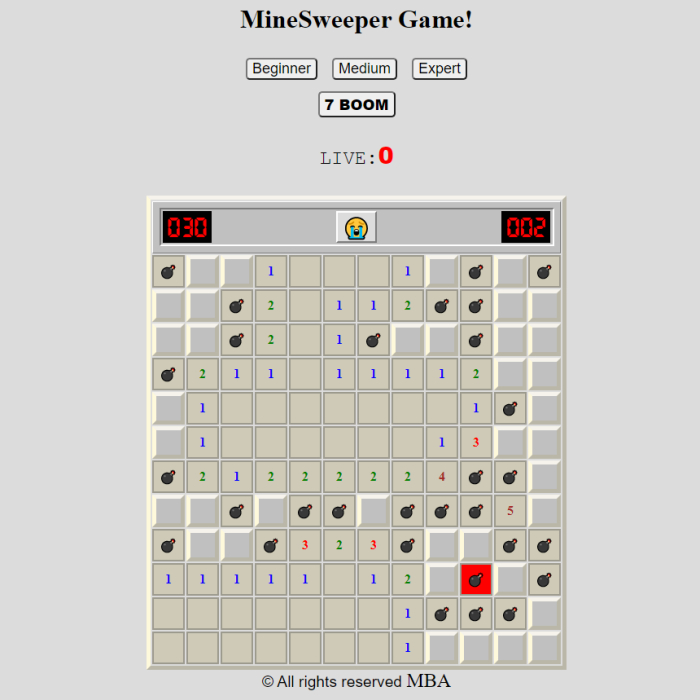 MineSweeper Game!
Beginner Medium Expert
7 BOOM
LIVE:0
030 002
1 1
2 1 1 2
2 1
2 1 1 1 1 1 1 2
1 1
1 1 3
2 1 2 2 2 2 2 4
5
3 2 3
1 1 1 1 1 1 2
1
1
© All rights reserved MBA